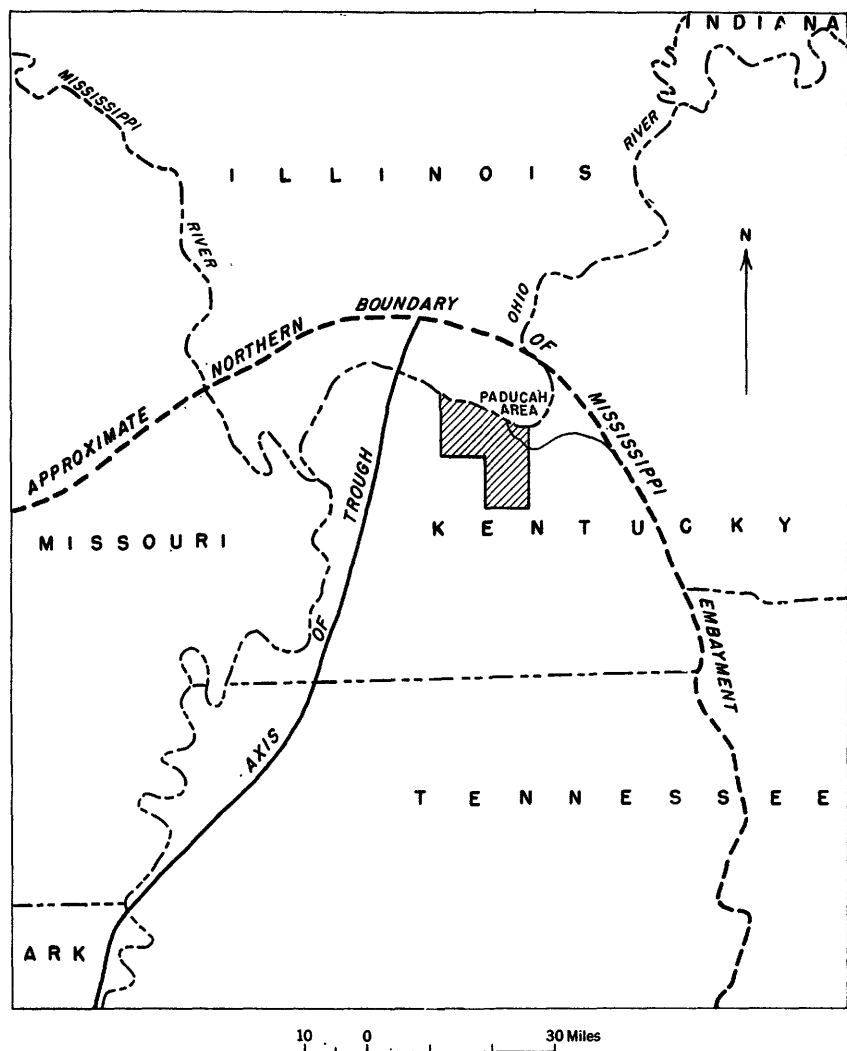 INDIANA
MISSISSIPPI
RIVER
ILLINOIS
RIVER
N
OHIO
APPROXIMATE NORTHERN BOUNDARY OF MISSISSIPPI EMBAYMENT
PADUCAH
AREA
AXIS OF TROUGH
MISSOURI
KENTUCKY
TENNESSEE
ARK
10 0 30 Miles